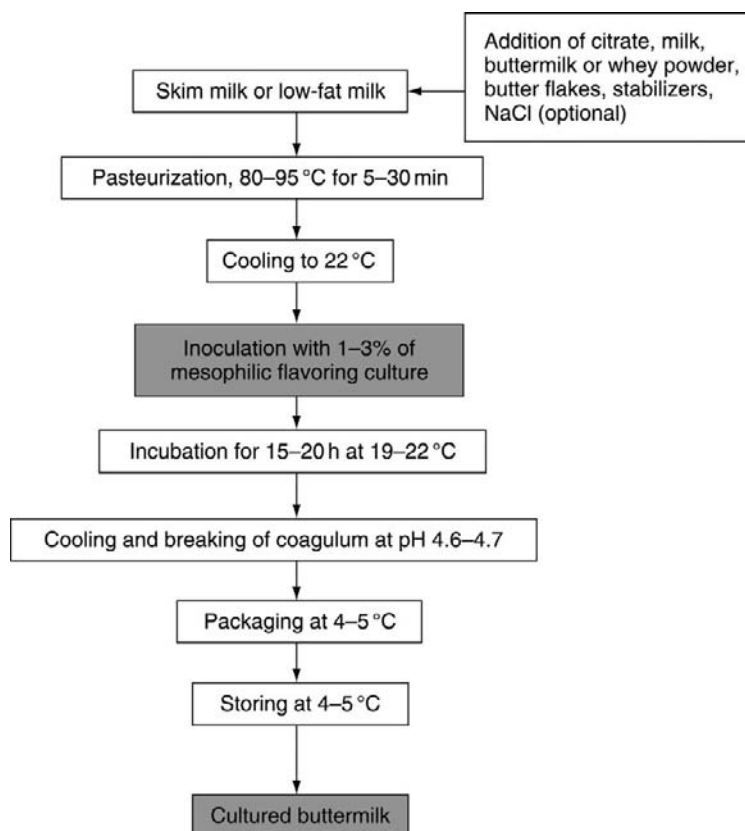 Addition of citrate, milk,
buttermilk or whey powder,
butter flakes, stabilizers,
NaCl (optional)
Skim milk or low-fat milk
Pasteurization, 80–95 °C for 5–30 min
Cooling to 22 °C
Inoculation with 1–3% of
mesophilic flavoring culture
Incubation for 15–20 h at 19–22 °C
Cooling and breaking of coagulum at pH 4.6–4.7
Packaging at 4–5 °C
Storing at 4–5 °C
Cultured buttermilk